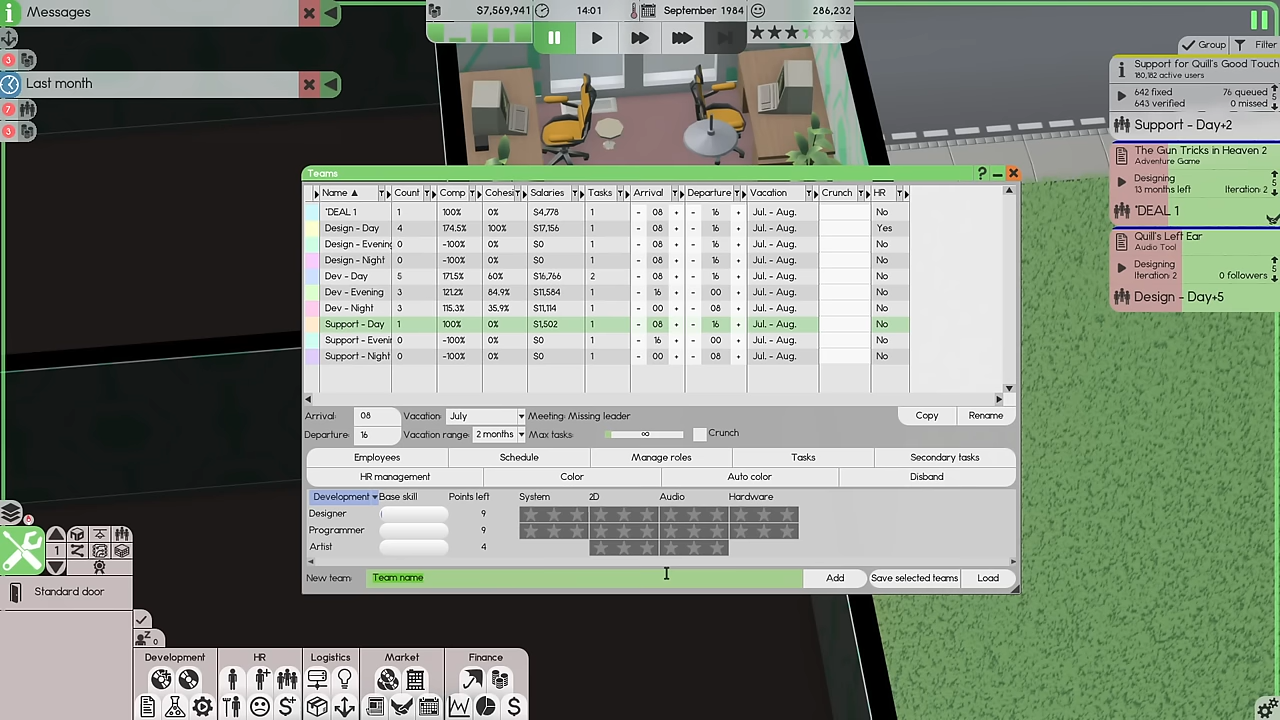 Messages
3
Last month
7
3
$7,569,941
14:01
September 1984
286,232
Group
Filter
Support for Quill's Good Touch
180,182 active users
642 fixed 76 queued
643 verified 0 missed
Support - Day+2
The Gun Tricks in Heaven 2
Adventure Game
Designing
13 months left Iteration: 2
"DEAL 1
Quill's Left Ear
Audio Tool
Designing
Iteration: 2 0 followers
Design - Day+5
Teams
Name Count Comp Cohesi Salaries Tasks Arrival Departure Vacation Crunch HR
"DEAL 1 1 100% 0% $4,778 1 - 08 + - 16 + Jul. - Aug. No
Design - Day 4 174.5% 100% $17,156 1 - 08 + - 16 + Jul. - Aug. Yes
Design - Evening 0 -100% 0% $0 1 - 08 + - 16 + Jul. - Aug. No
Design - Night 0 -100% 0% $0 1 - 08 + - 16 + Jul. - Aug. No
Dev - Day 5 171.5% 60% $16,766 2 - 08 + - 16 + Jul. - Aug. No
Dev - Evening 3 121.2% 84.9% $11,584 1 - 16 + - 00 + Jul. - Aug. No
Dev - Night 3 115.3% 35.9% $11,114 1 - 00 + - 08 + Jul. - Aug. No
Support - Day 1 100% 0% $1,502 1 - 08 + - 16 + Jul. - Aug. No
Support - Evenin 0 -100% 0% $0 1 - 16 + - 00 + Jul. - Aug. No
Support - Night 0 -100% 0% $0 1 - 00 + - 08 + Jul. - Aug. No
Arrival: 08 Vacation: July Meeting: Missing leader Copy Rename
Departure: 16 Vacation range: 2 months Max tasks: ∞ Crunch
Employees Schedule Manage roles Tasks Secondary tasks
HR management Color Auto color Disband
Development Base skill Points left System 2D Audio Hardware
Designer 9
Programmer 9
Artist 4
New team: Team name Add Save selected teams Load
1
Standard door
Z 0
Development HR Logistics Market Finance